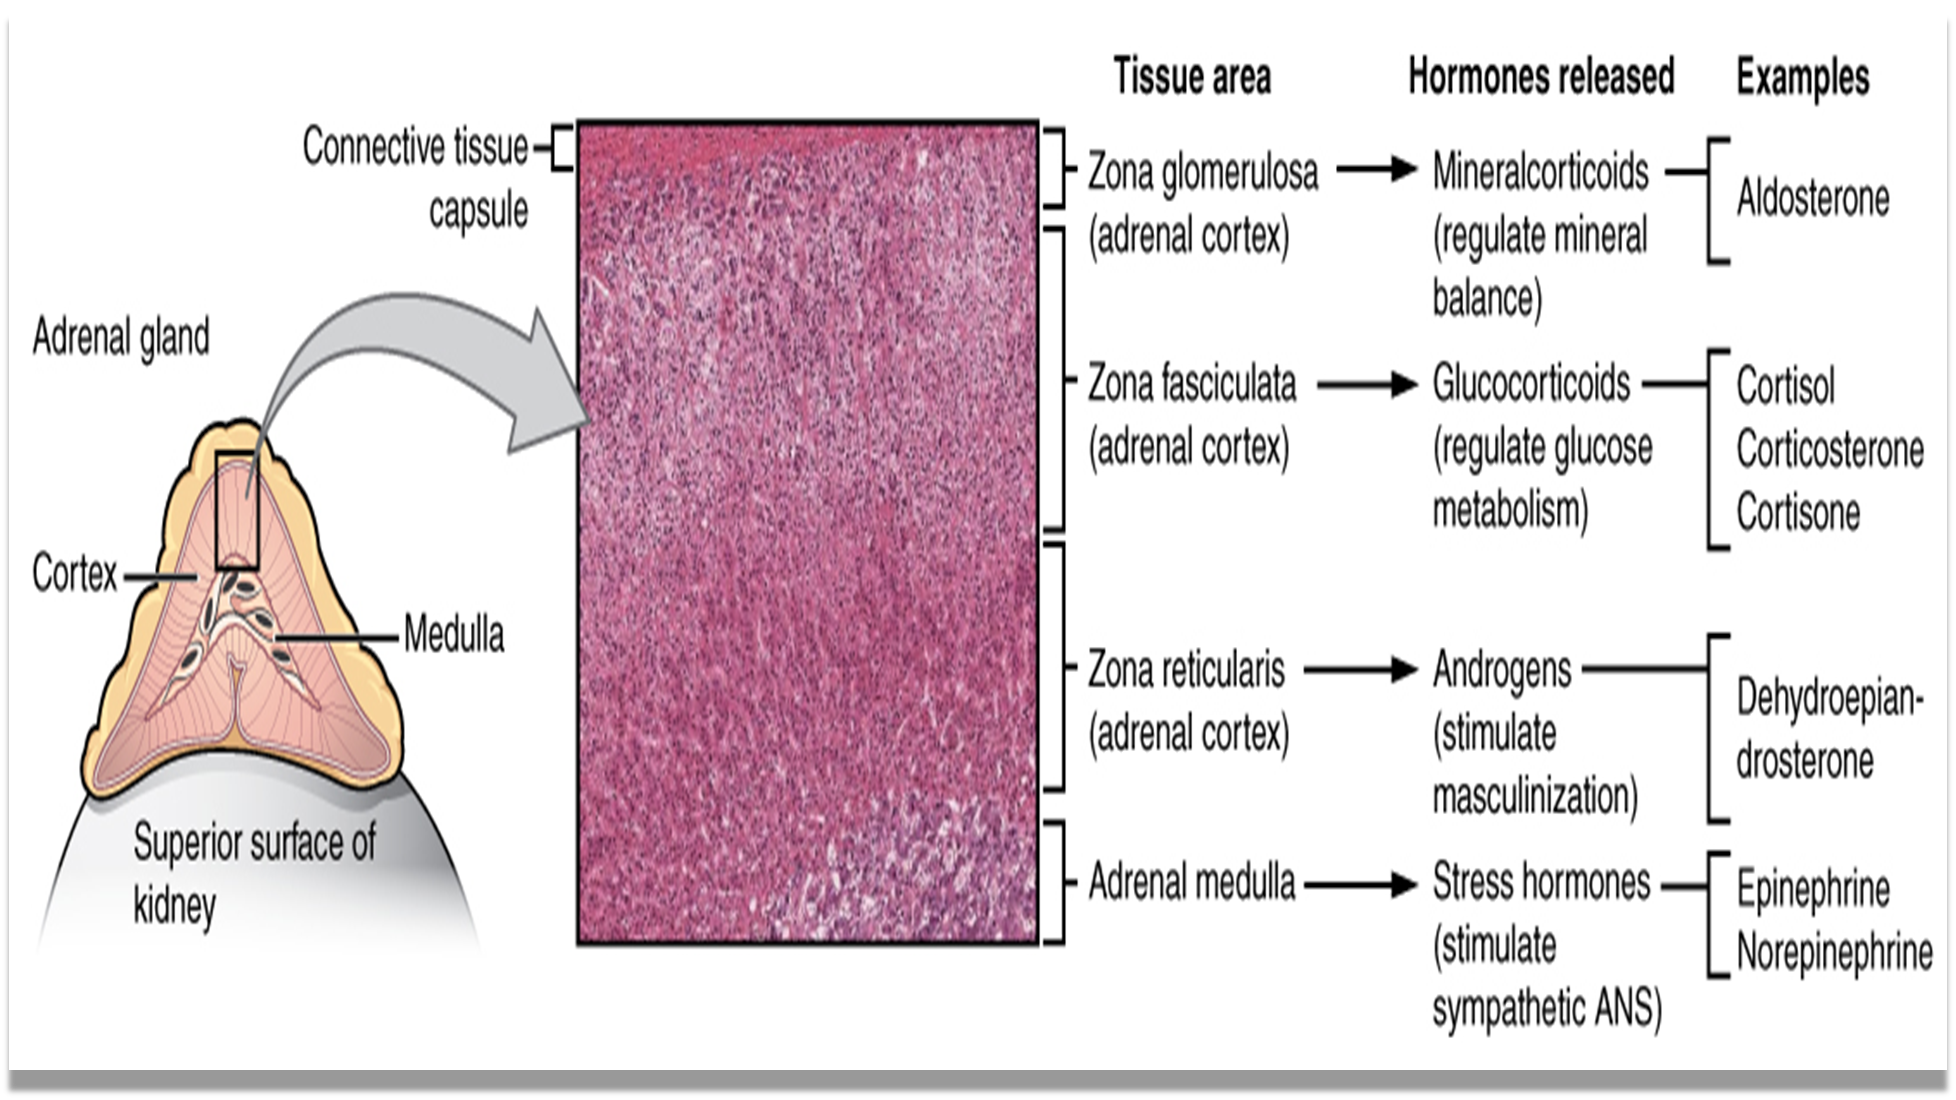 Tissue area
Hormones released
Examples
Connective tissue
capsule
Adrenal gland
Cortex
Medulla
Superior surface of
kidney
Zona glomerulosa
(adrenal cortex)
Mineralcorticoids
(regulate mineral
balance)
Aldosterone
Zona fasciculata
(adrenal cortex)
Glucocorticoids
(regulate glucose
metabolism)
Cortisol
Corticosterone
Cortisone
Zona reticularis
(adrenal cortex)
Androgens
(stimulate
masculinization)
Dehydroepian-
drosterone
Adrenal medulla
Stress hormones
(stimulate
sympathetic ANS)
Epinephrine
Norepinephrine